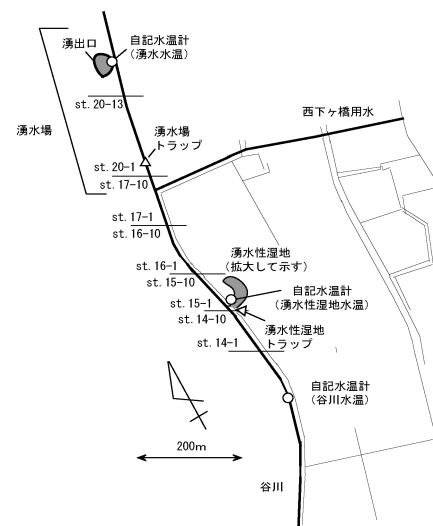 湧出口
自記水温計
(湧水水温)
st. 20-13
西下ヶ橋用水
湧水場
湧水場
トラップ
st. 20-1
st. 17-10
st. 17-1
st. 16-10
湧水性湿地
(拡大して示す)
st. 16-1
st. 15-10
自記水温計
(湧水性湿地水温)
st. 15-1
st. 14-10
湧水性湿地
トラップ
st. 14-1
自記水温計
(谷川水温)
200m
谷川